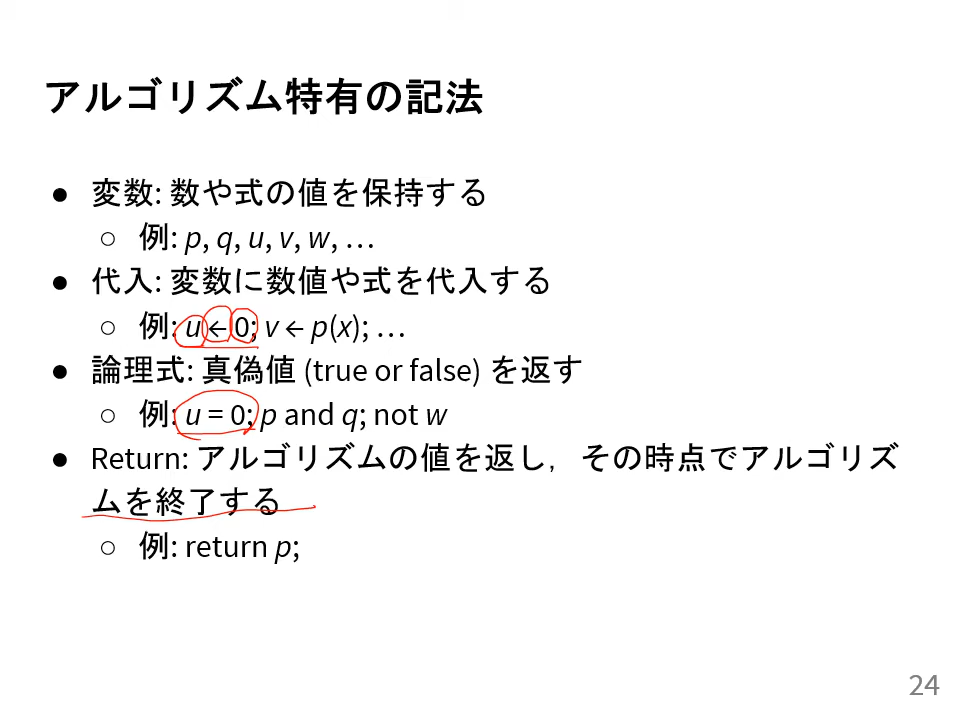 アルゴリズム特有の記法
● 変数: 数や式の値を保持する
○ 例: p, q, u, v, w, …
● 代入: 変数に数値や式を代入する
○ 例: u ← 0; v ← p(x); …
● 論理式: 真偽値 (true or false) を返す
○ 例: u = 0; p and q; not w
● Return: アルゴリズムの値を返し，その時点でアルゴリズ
ムを終了する
○ 例: return p;
24